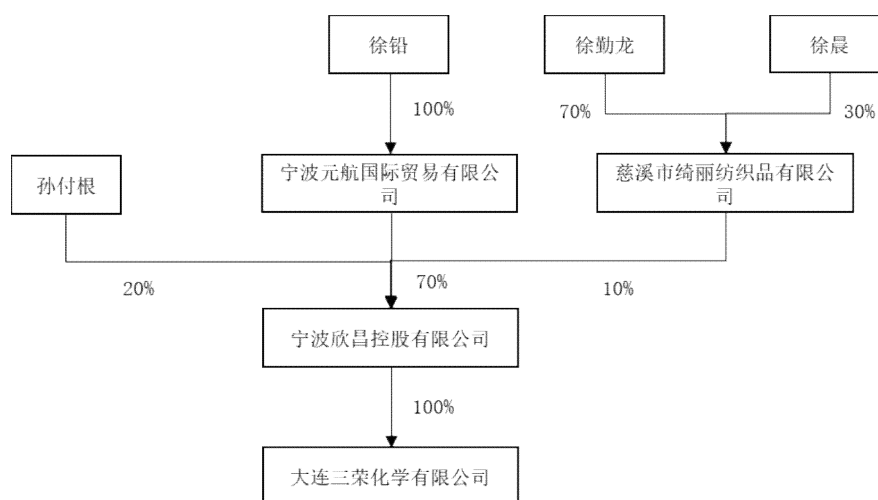 徐铅
徐勤龙
徐晨
100%
70%
30%
孙付根
宁波元航国际贸易有限公
司
慈溪市绮丽纺织品有限公
司
20%
70%
10%
宁波欣昌控股有限公司
100%
大连三荣化学有限公司